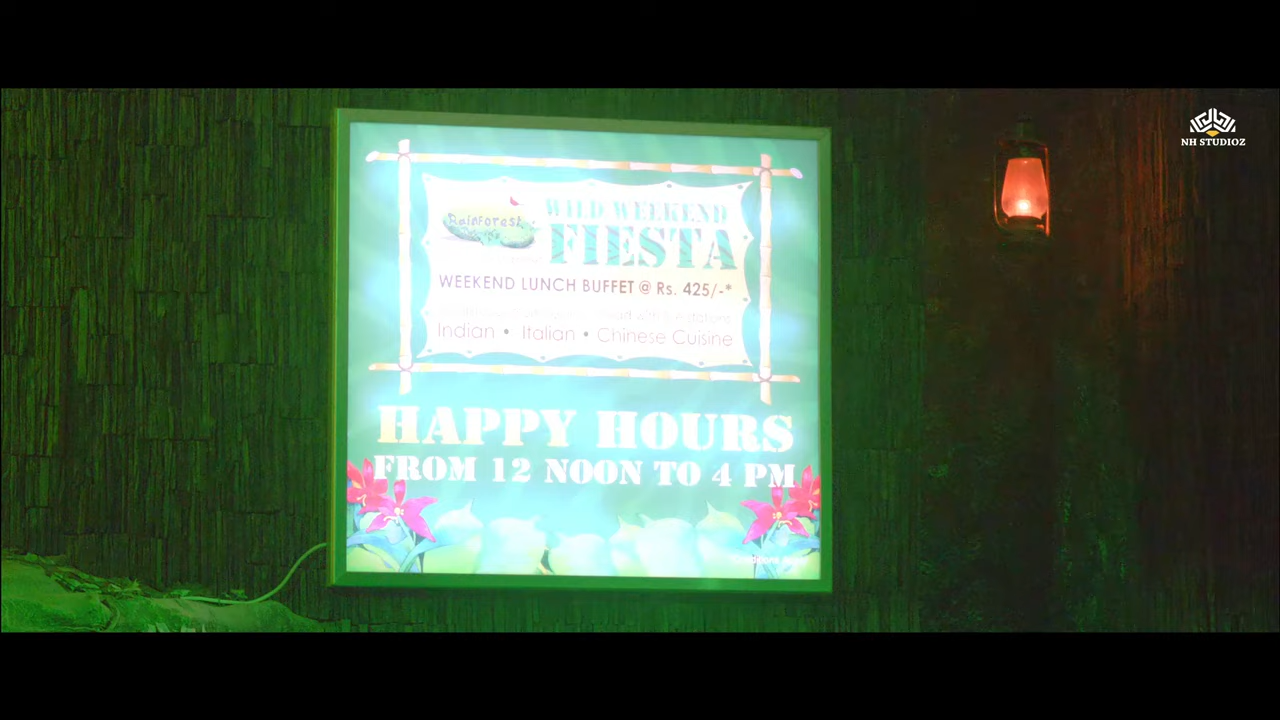 NH STUDIOZ
Rainforest
WILD WEEKEND
FIESTA
WEEKEND LUNCH BUFFET @ Rs. 425/-*
Indian • Italian • Chinese Cuisine
HAPPY HOURS
FROM 12 NOON TO 4 PM